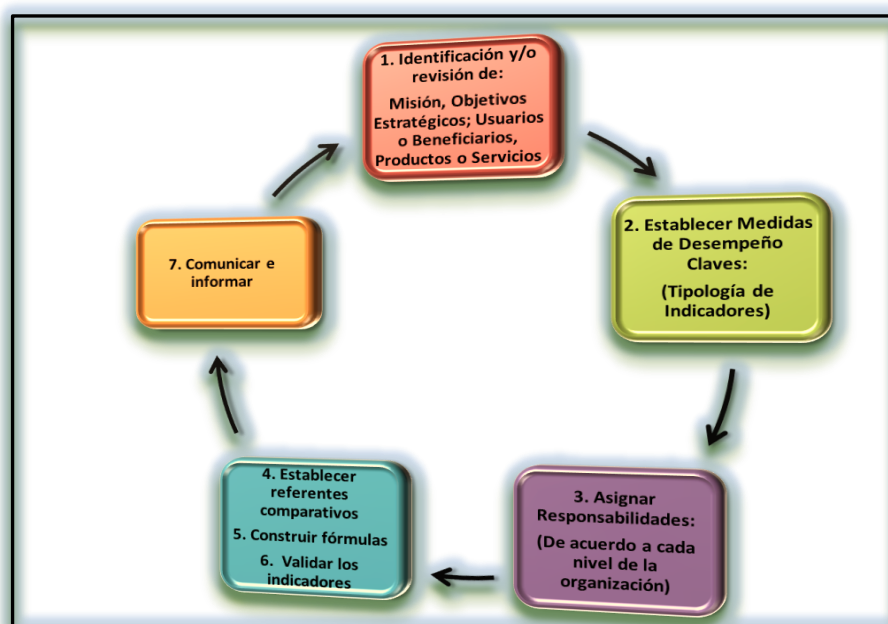 1. Identificación y/o
revisión de:
Misión, Objetivos
Estratégicos; Usuarios
o Beneficiarios,
Productos o Servicios
2. Establecer Medidas
de Desempeño
Claves:
(Tipología de
Indicadores)
3. Asignar
Responsabilidades:
(De acuerdo a cada
nivel de la
organización)
4. Establecer
referentes
comparativos
5. Construir fórmulas
6. Validar los
indicadores
7. Comunicar e
informar